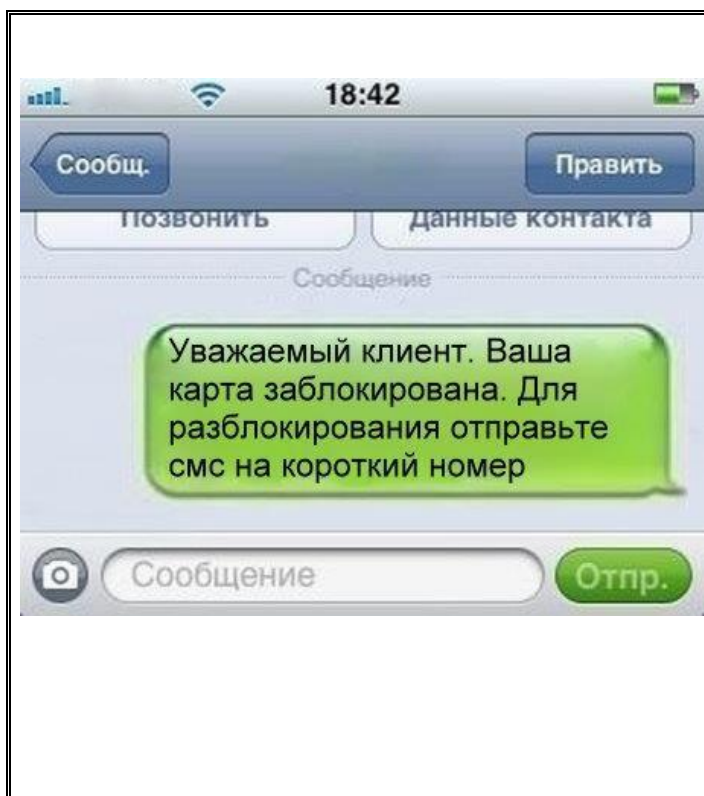 18:42
Сообщ.
Править
Позвонить
Данные контакта
Сообщение
Уважаемый клиент. Ваша
карта заблокирована. Для
разблокирования отправьте
смс на короткий номер
Сообщение
Отпр.